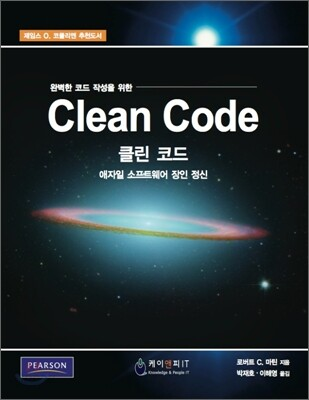 제임스 O. 코플리엔 추천도서
완벽한 코드 작성을 위한
Clean Code
클린 코드
애자일 소프트웨어 장인 정신
PEARSON
케이앤피 IT
Knowledge & People IT
로버트 C. 마틴 지음
박재호 · 이해영 옮김